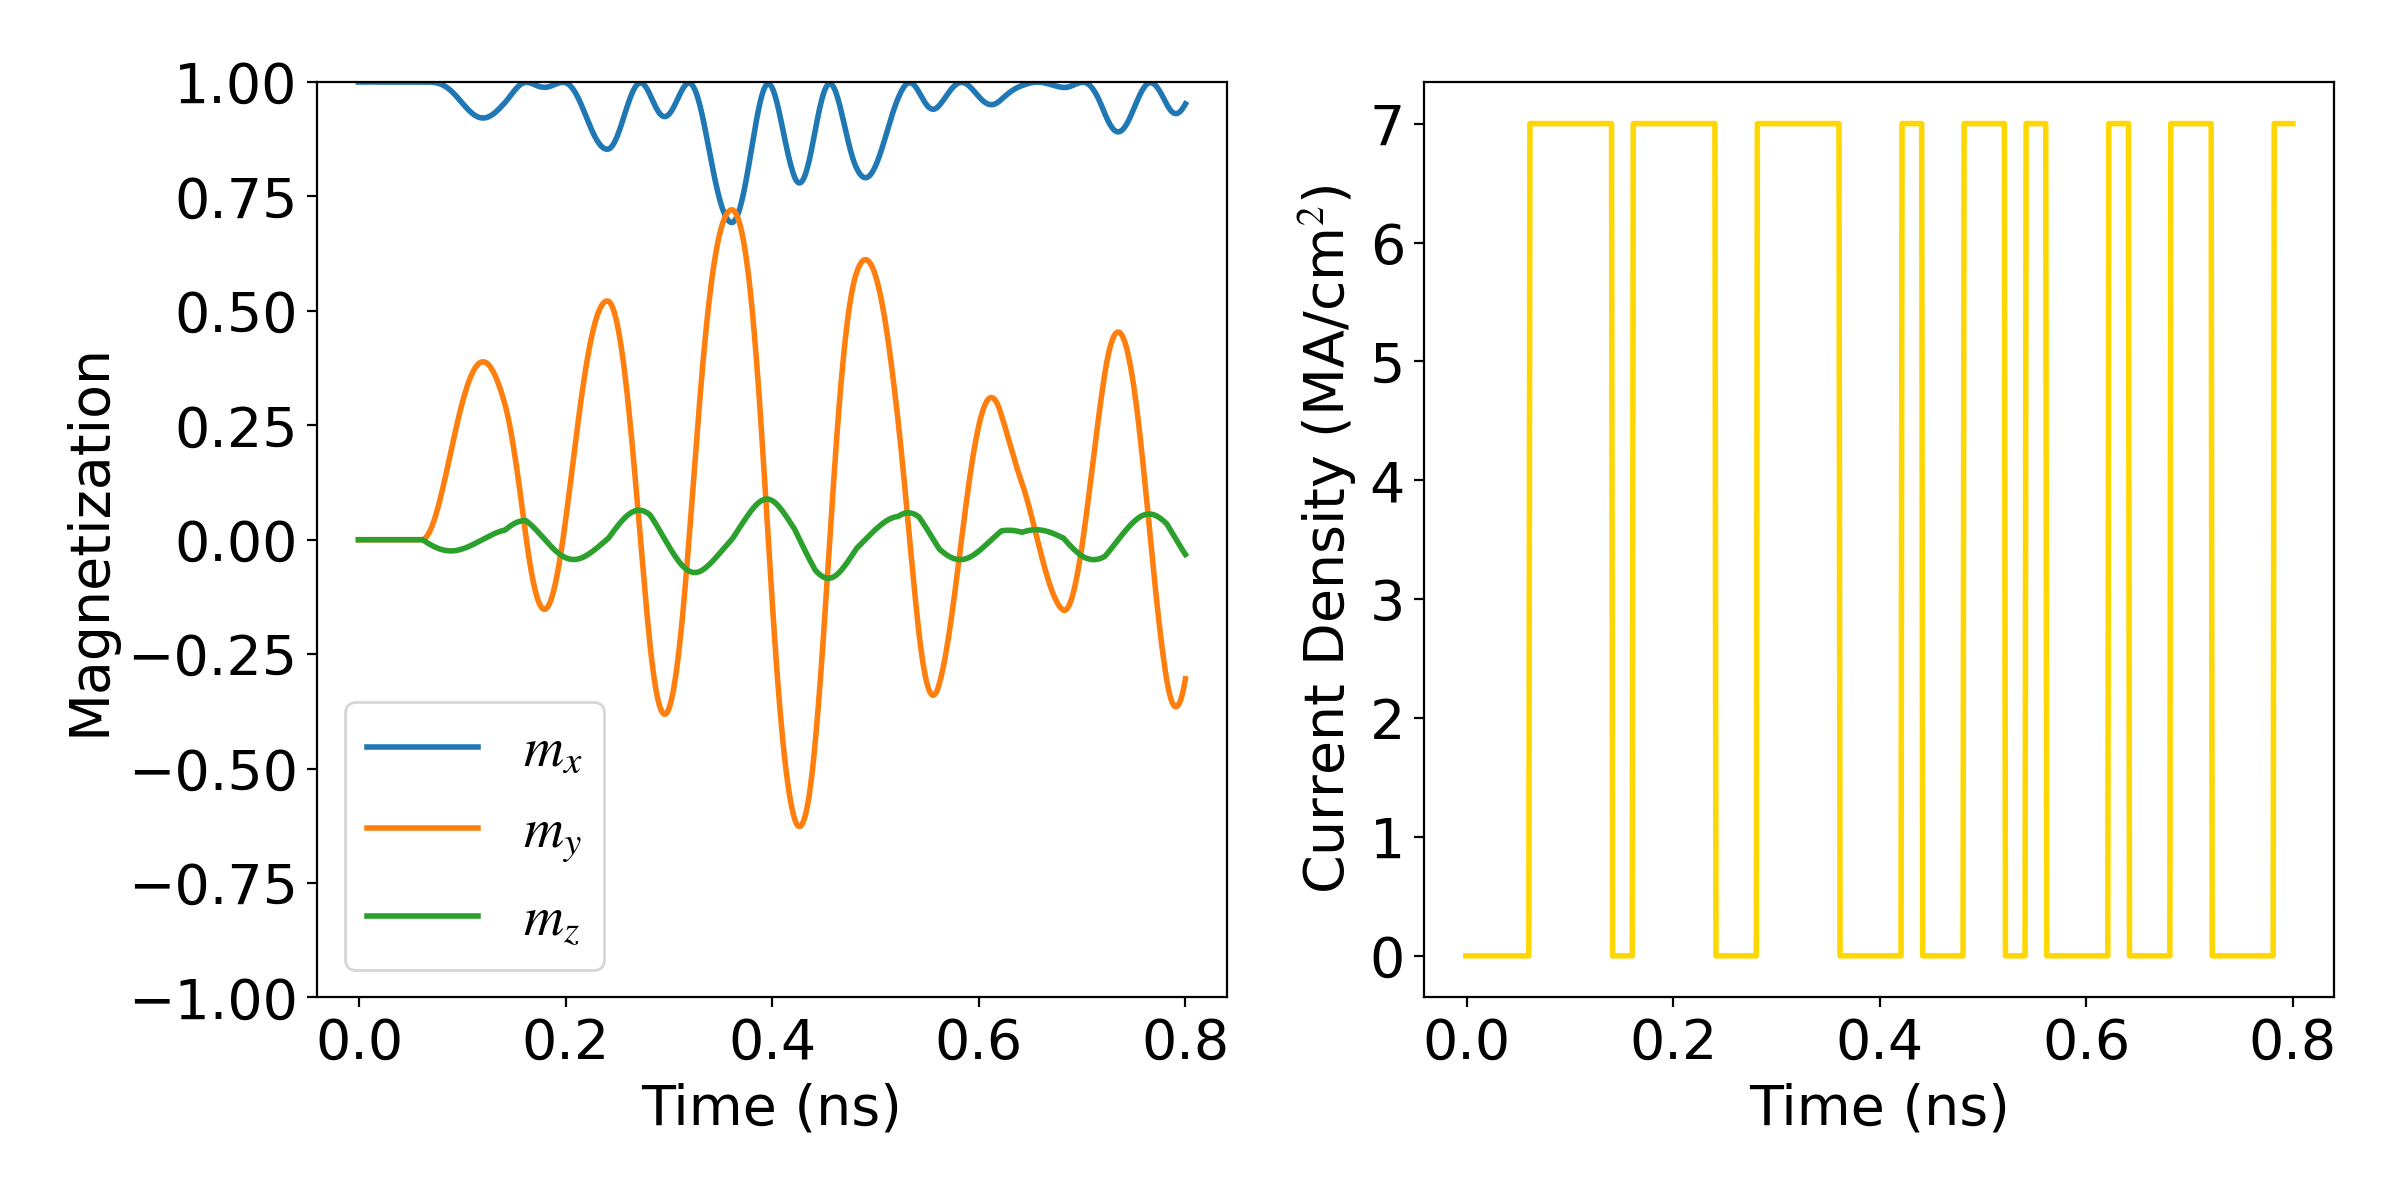 Magnetization
1.00
0.75
0.50
0.25
0.00
−0.25
−0.50
−0.75
−1.00
m_x
m_y
m_z
0.0 0.2 0.4 0.6 0.8
Time (ns)
Current Density (MA/cm²)
7
6
5
4
3
2
1
0
0.0 0.2 0.4 0.6 0.8
Time (ns)